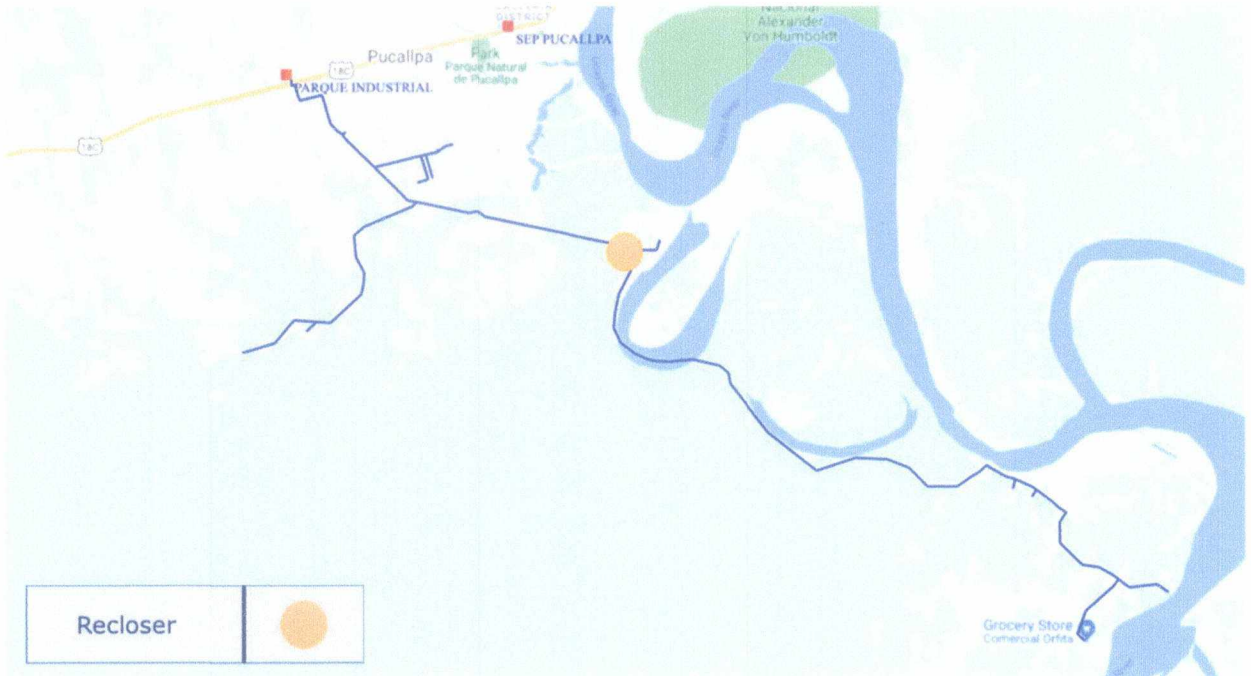 DISTRICT
SEP PUCALLPA
Pucallpa
18C
Park
Parque Natural
de Pucallpa
PARQUE INDUSTRIAL
18C
Nacional
Alexander
Von Humboldt
Recloser
Grocery Store
Comercial Orfita